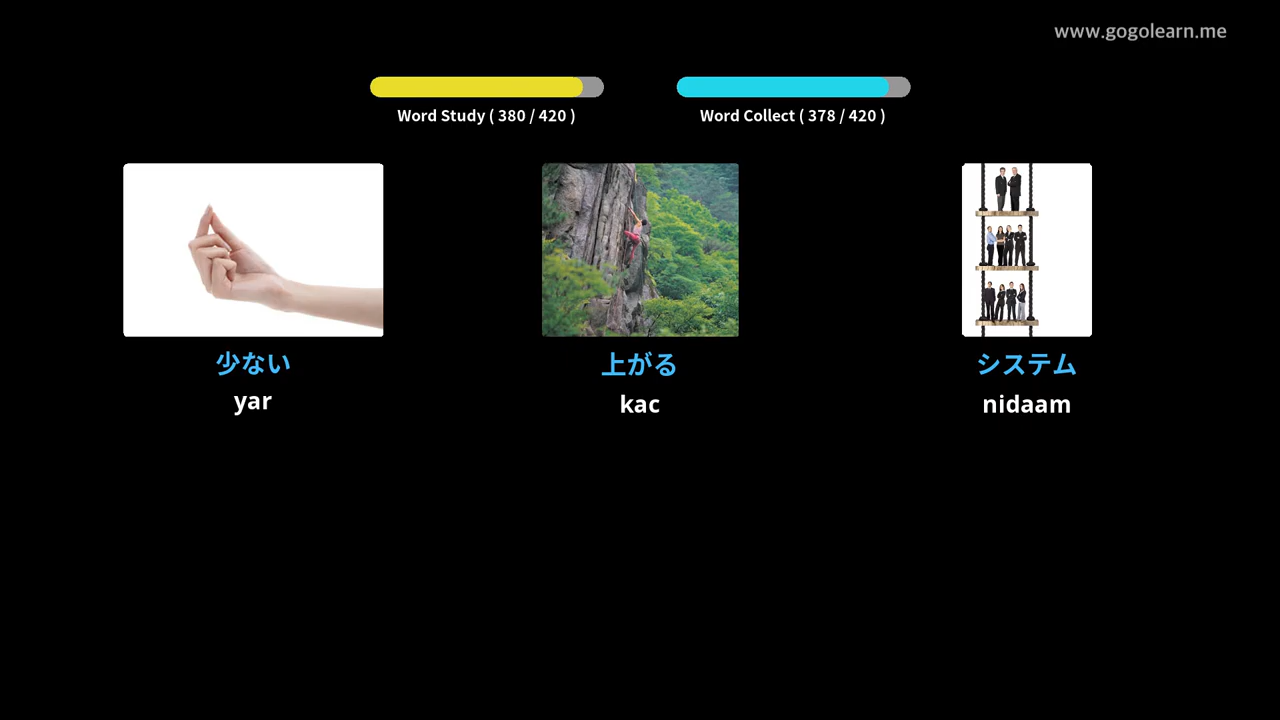 www.gogolearn.me
Word Study ( 380 / 420 )
Word Collect ( 378 / 420 )
少ない
yar
上がる
kac
システム
nidaam